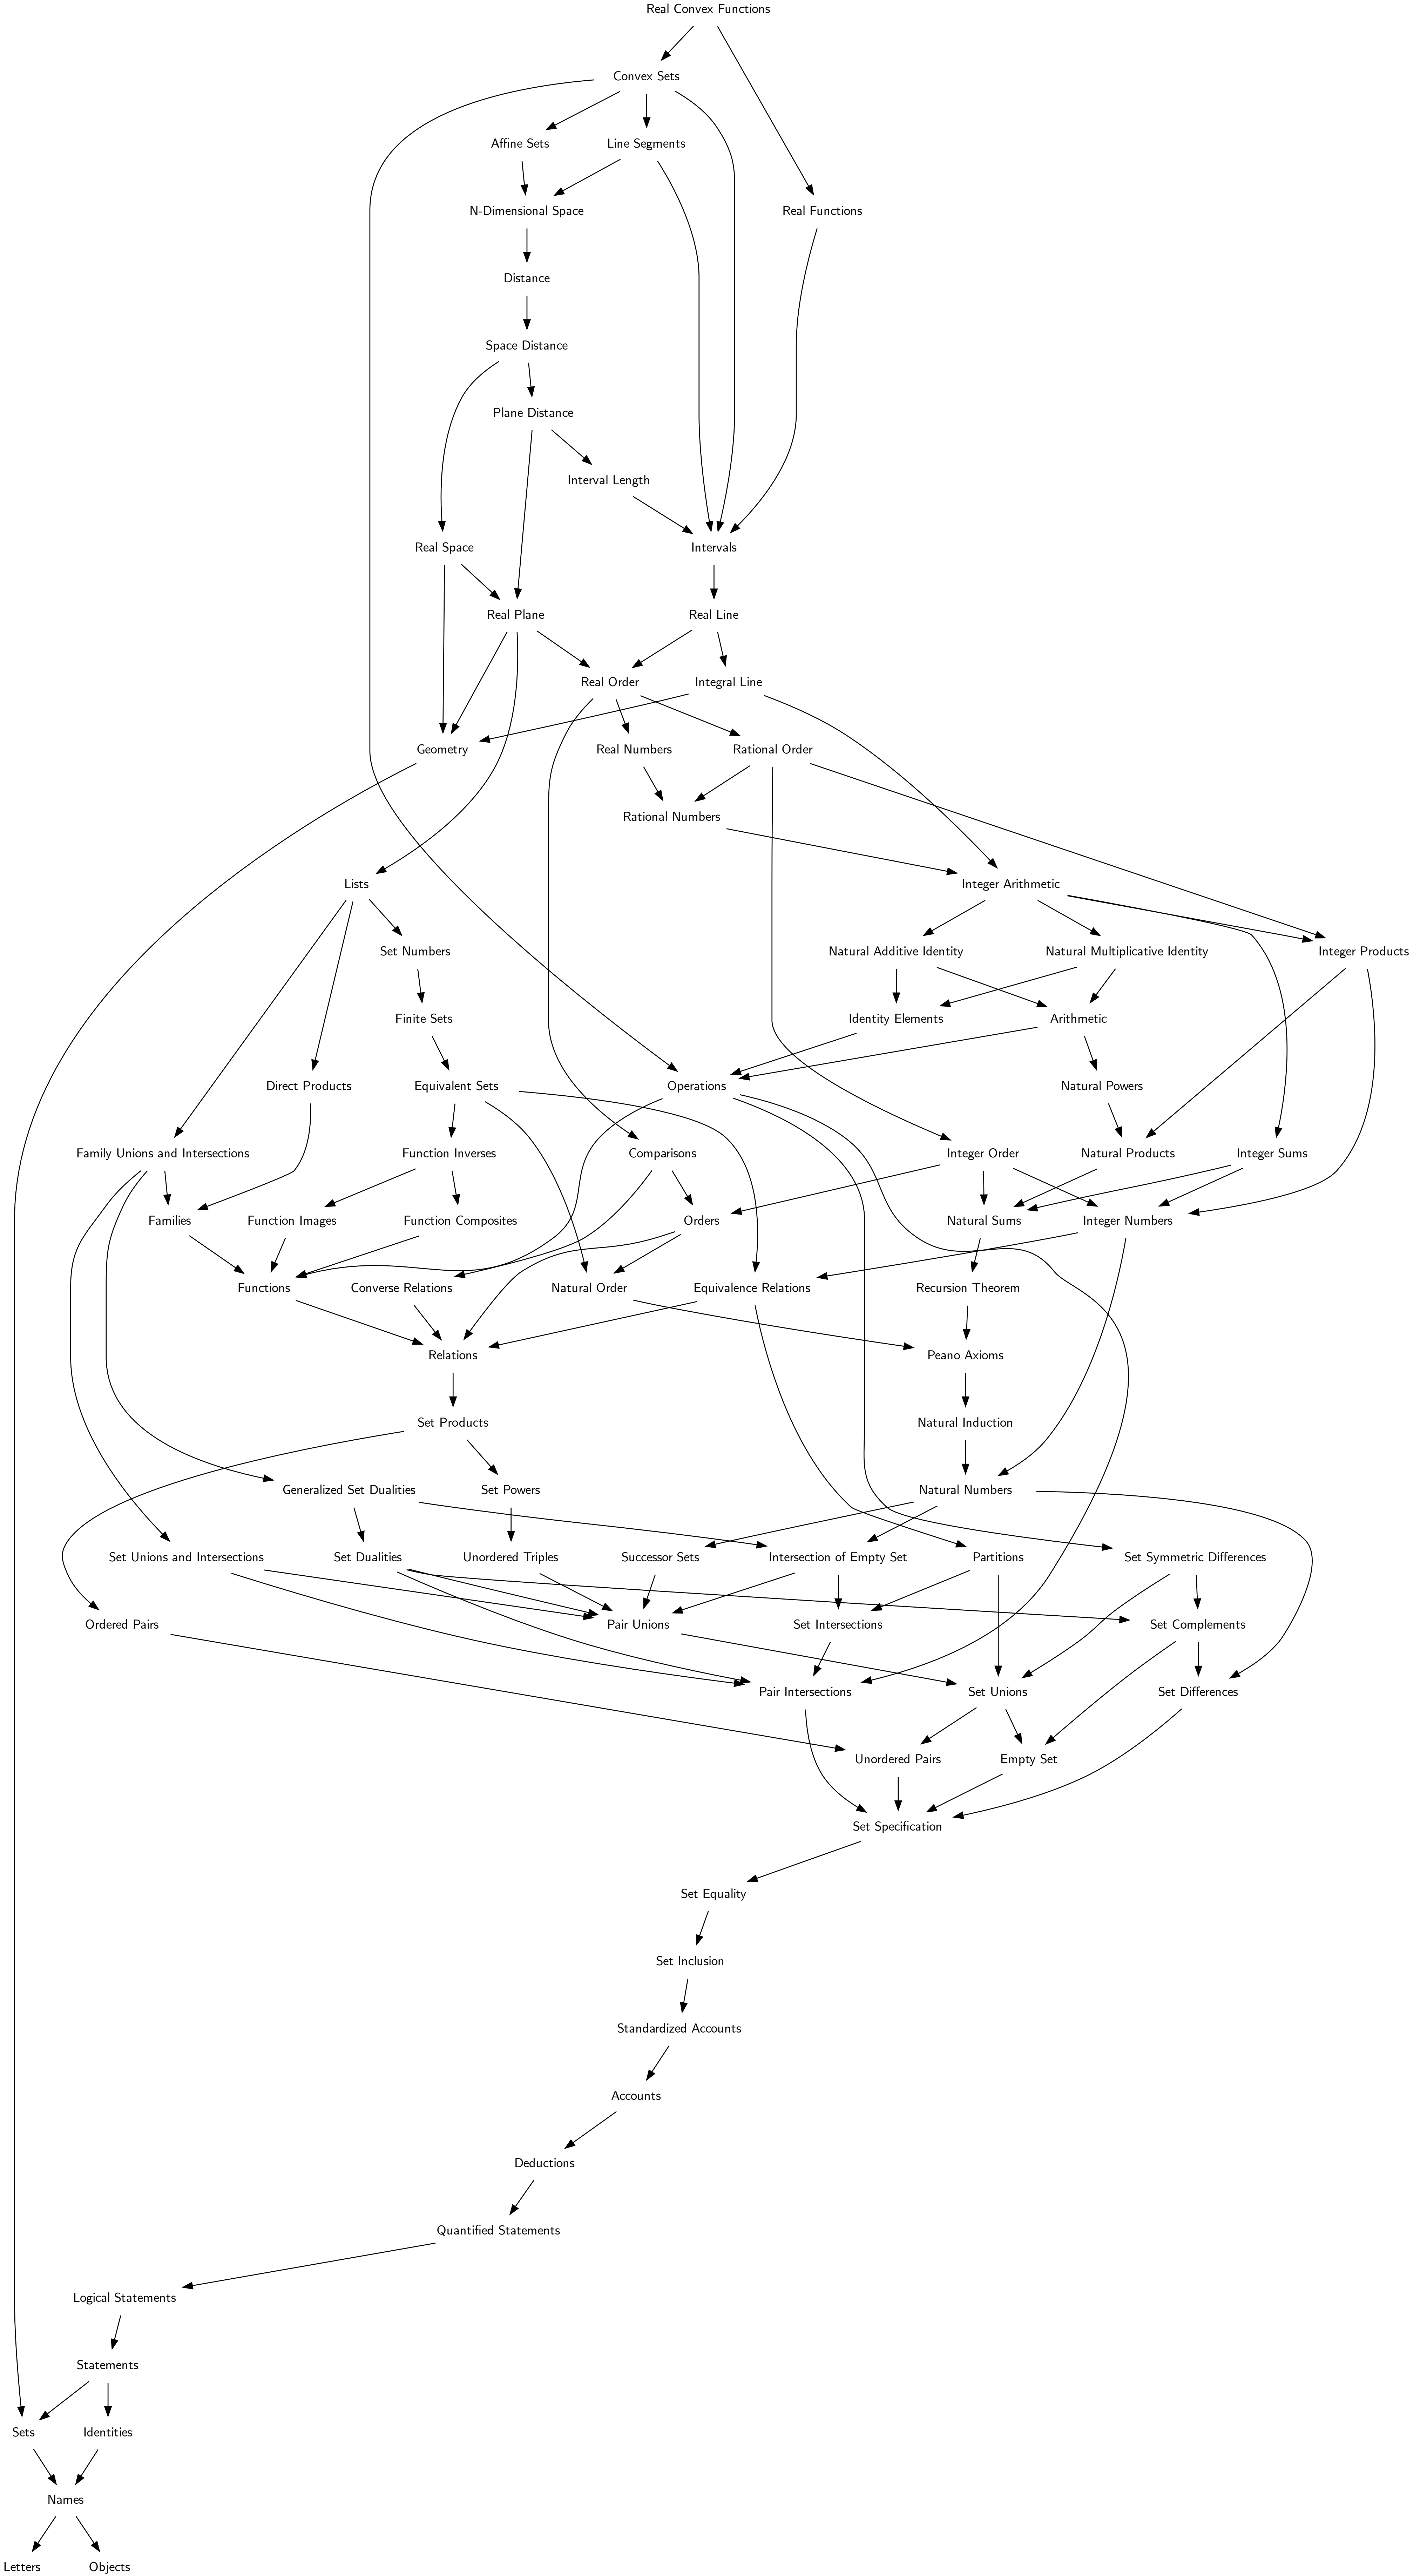 Real Convex Functions
Convex Sets
Affine Sets
Line Segments
N-Dimensional Space
Real Functions
Distance
Space Distance
Plane Distance
Interval Length
Real Space
Intervals
Real Plane
Real Line
Real Order
Integral Line
Geometry
Real Numbers
Rational Order
Rational Numbers
Lists
Integer Arithmetic
Set Numbers
Natural Additive Identity
Natural Multiplicative Identity
Integer Products
Finite Sets
Identity Elements
Arithmetic
Direct Products
Equivalent Sets
Operations
Natural Powers
Family Unions and Intersections
Function Inverses
Comparisons
Integer Order
Natural Products
Integer Sums
Families
Function Images
Function Composites
Orders
Natural Sums
Integer Numbers
Functions
Converse Relations
Natural Order
Equivalence Relations
Recursion Theorem
Relations
Peano Axioms
Set Products
Natural Induction
Generalized Set Dualities
Set Powers
Natural Numbers
Set Unions and Intersections
Set Dualities
Unordered Triples
Successor Sets
Intersection of Empty Set
Partitions
Set Symmetric Differences
Ordered Pairs
Pair Unions
Set Intersections
Set Complements
Pair Intersections
Set Unions
Set Differences
Unordered Pairs
Empty Set
Set Specification
Set Equality
Set Inclusion
Standardized Accounts
Accounts
Deductions
Quantified Statements
Logical Statements
Statements
Sets
Identities
Names
Letters
Objects